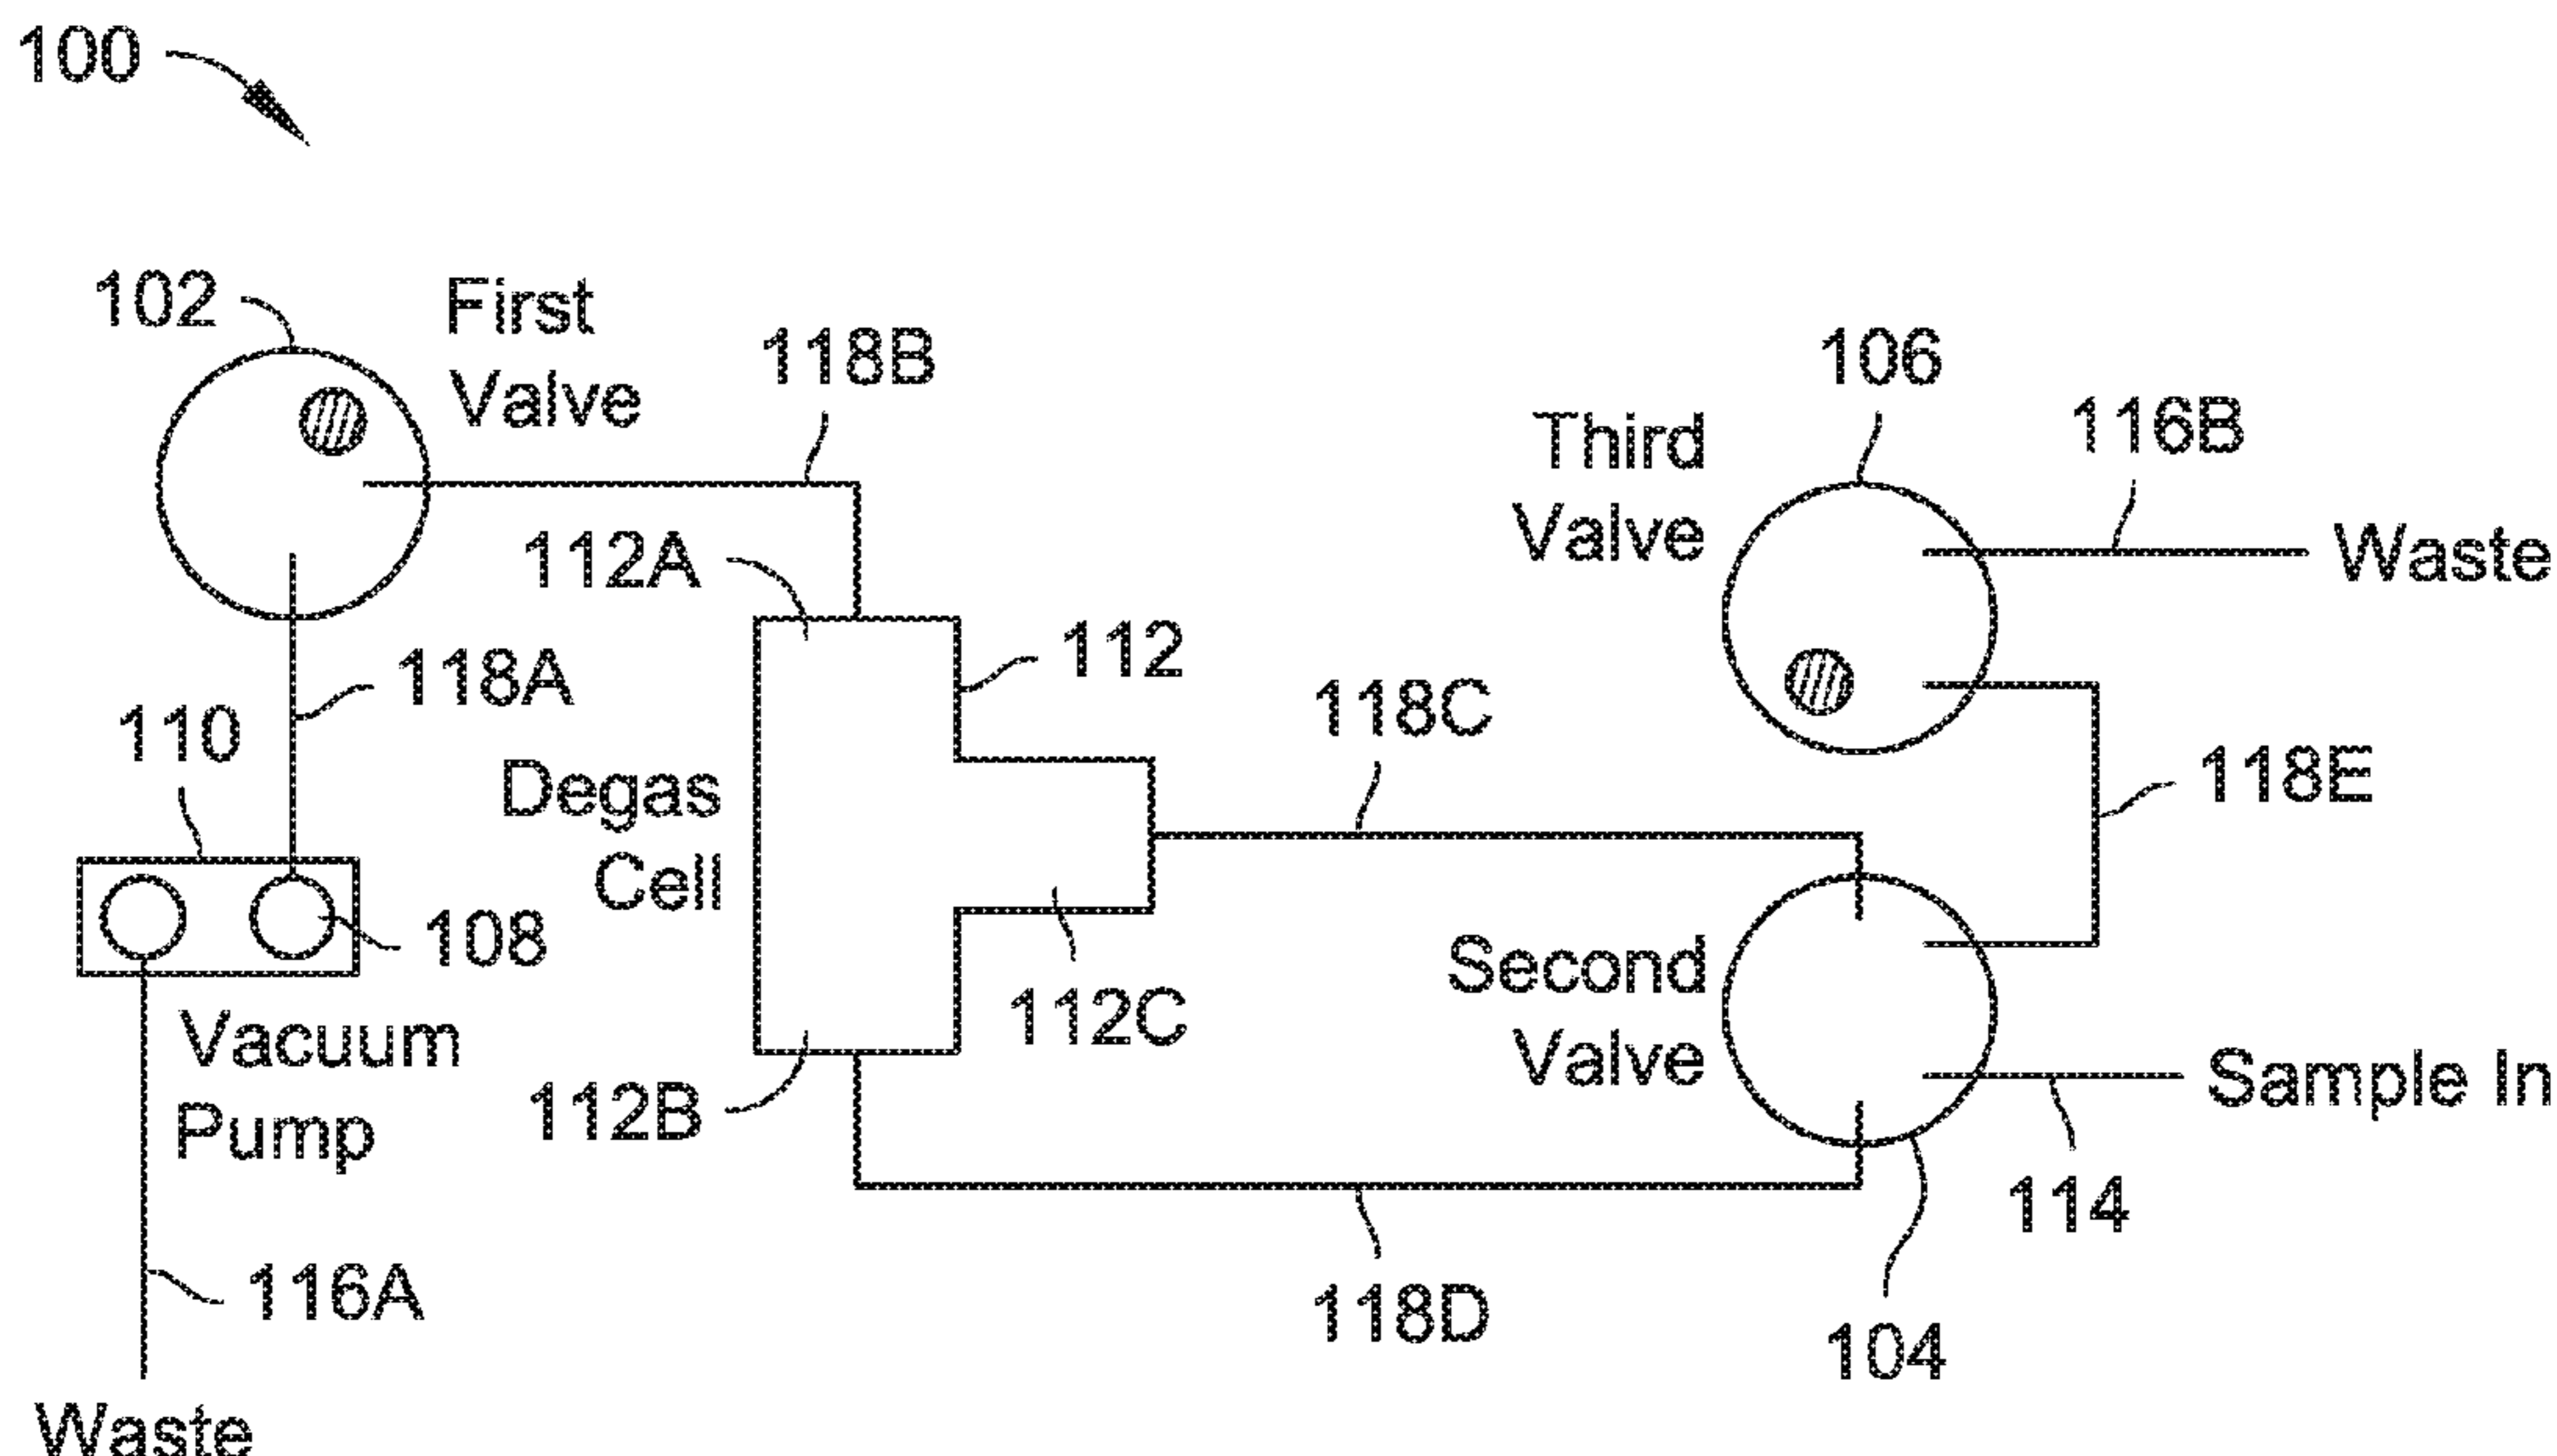 100
102
First
Valve
118B
106
Third
Valve
116B
Waste
112A
112
118A
110
118C
118E
Degas
Cell
108
Second
Valve
112C
Vacuum
Pump
112B
Sample In
114
116A
118D
104
Waste